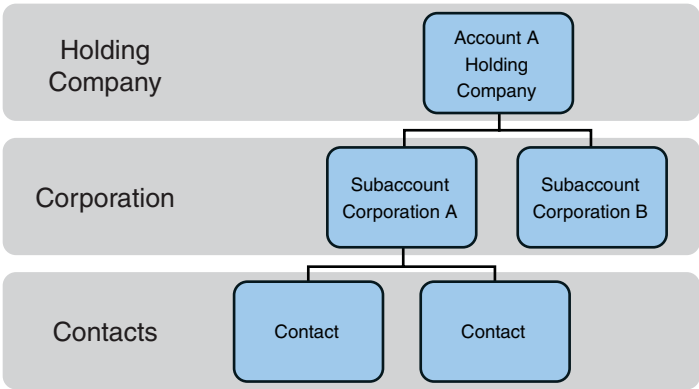 Holding
Company
Account A
Holding
Company
Corporation
Subaccount
Corporation A
Subaccount
Corporation B
Contacts
Contact
Contact